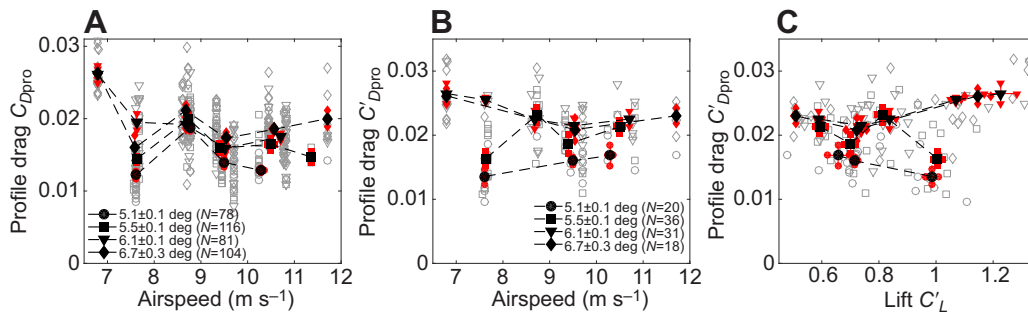 A
Profile drag C_Dpro
0.03
0.02
0.01
0
5.1±0.1 deg (N=78)
5.5±0.1 deg (N=116)
6.1±0.1 deg (N=81)
6.7±0.3 deg (N=104)
7 8 9 10 11 12
Airspeed (m s⁻¹)
B
Profile drag C′_Dpro
0.03
0.02
0.01
0
5.1±0.1 deg (N=20)
5.5±0.1 deg (N=36)
6.1±0.1 deg (N=31)
6.7±0.3 deg (N=18)
7 8 9 10 11 12
Airspeed (m s⁻¹)
C
Profile drag C′_Dpro
0.03
0.02
0.01
0
0.6 0.8 1 1.2
Lift C′_L